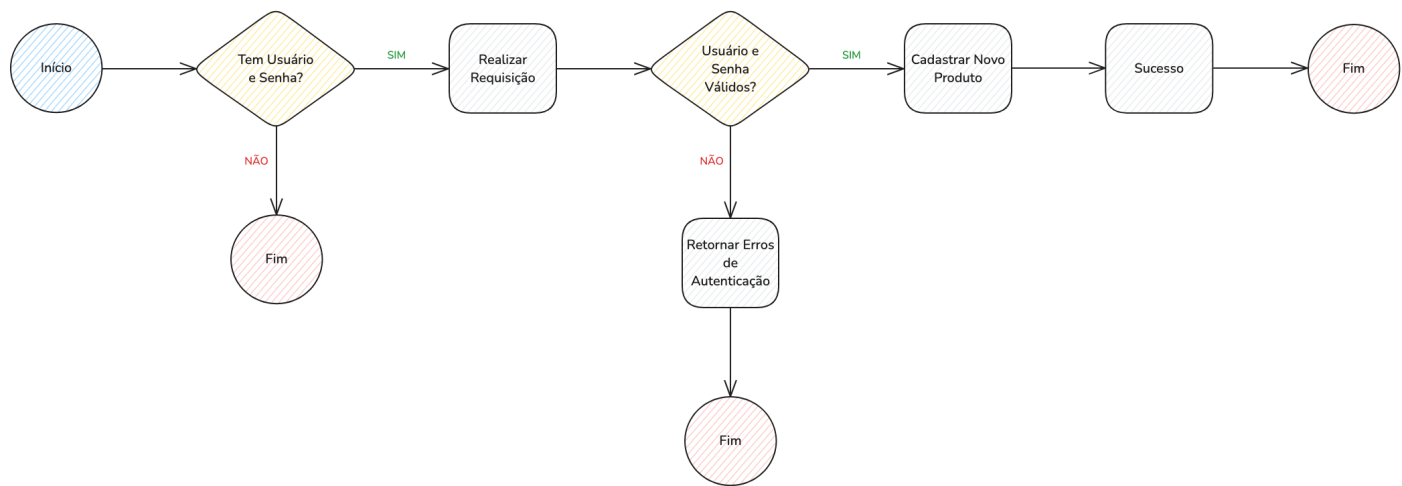 Início
Tem Usuário
e Senha?
SIM
Realizar
Requisição
Usuário e
Senha
Válidos?
SIM
Cadastrar Novo
Produto
Sucesso
Fim
NÃO
NÃO
Fim
Retornar Erros
de
Autenticação
Fim